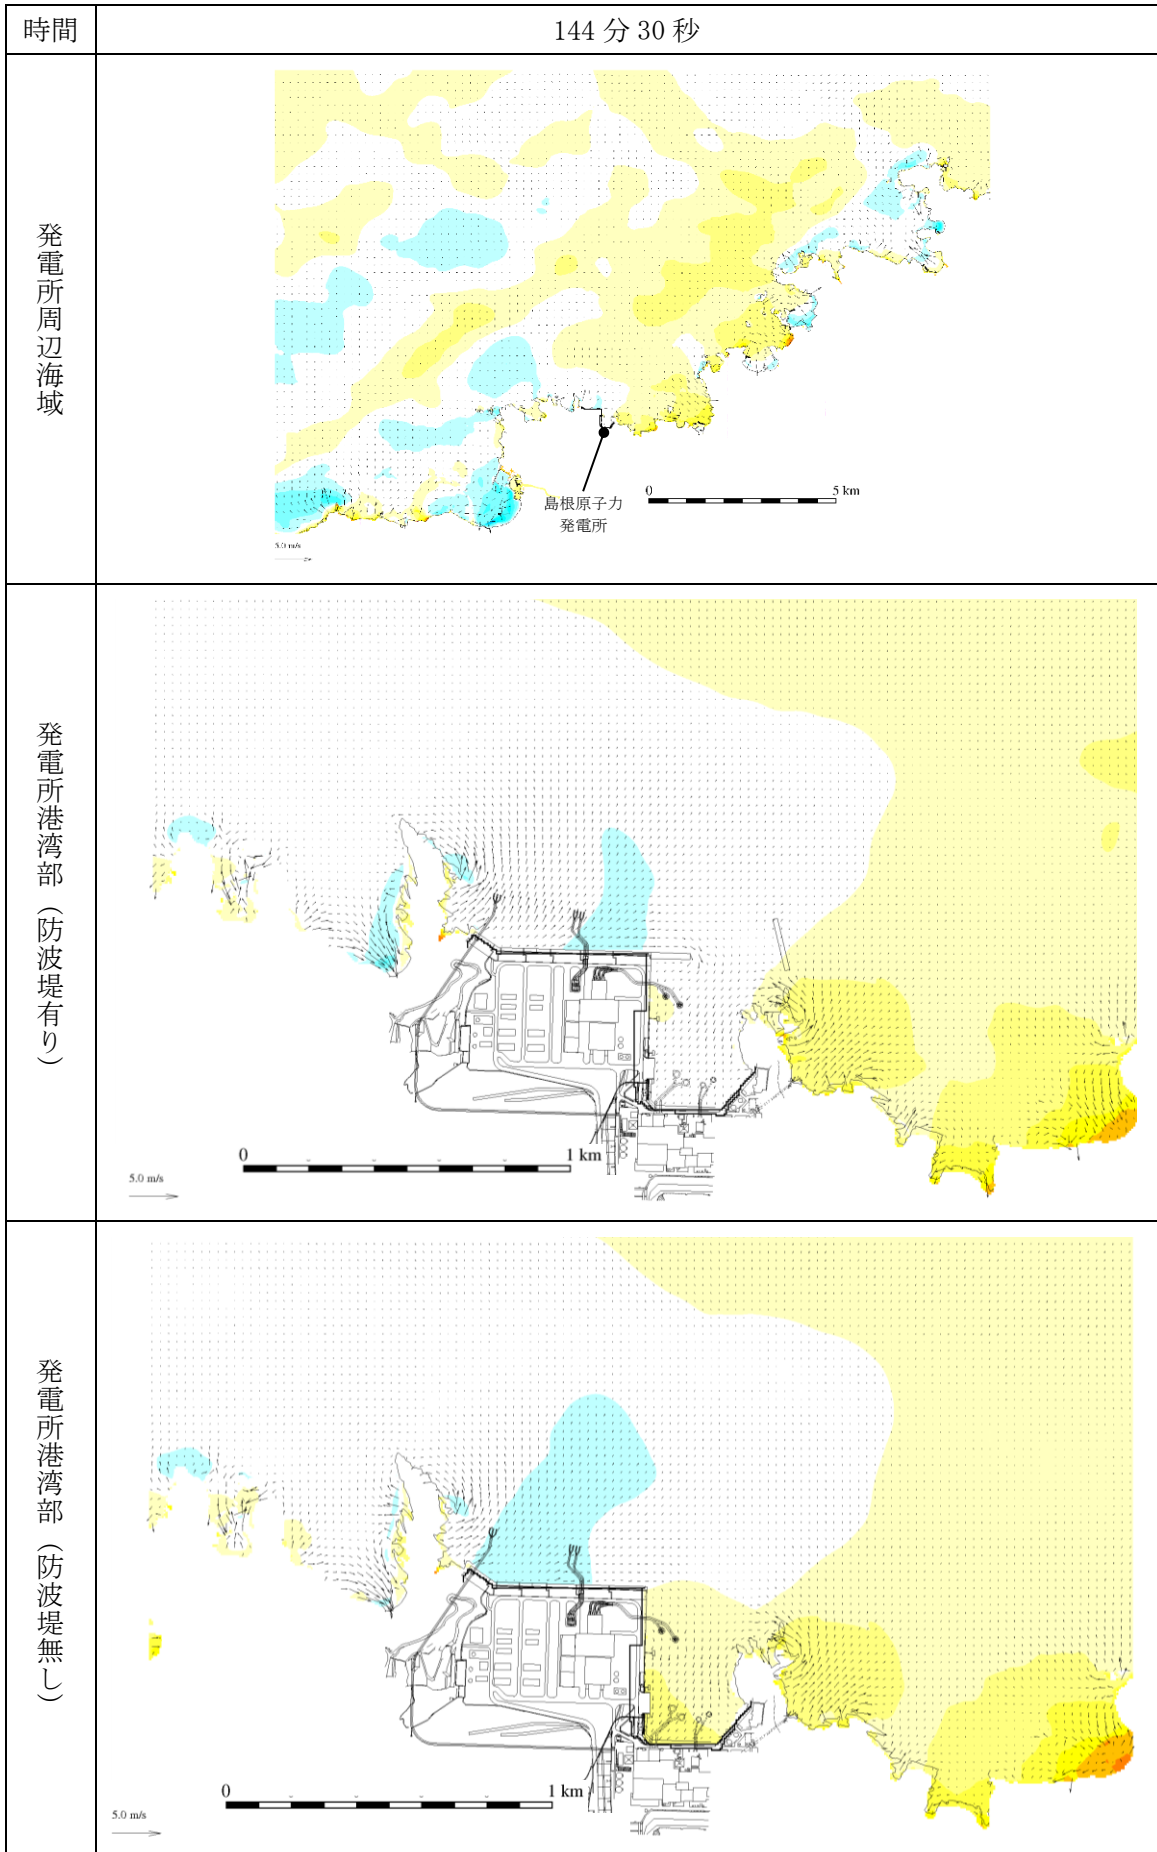 時間
144 分 30 秒
発電所周辺海域
島根原子力
発電所
0
5 km
5.0 m/s
発電所港湾部（防波堤有り）
0
1 km
5.0 m/s
発電所港湾部（防波堤無し）
0
1 km
5.0 m/s